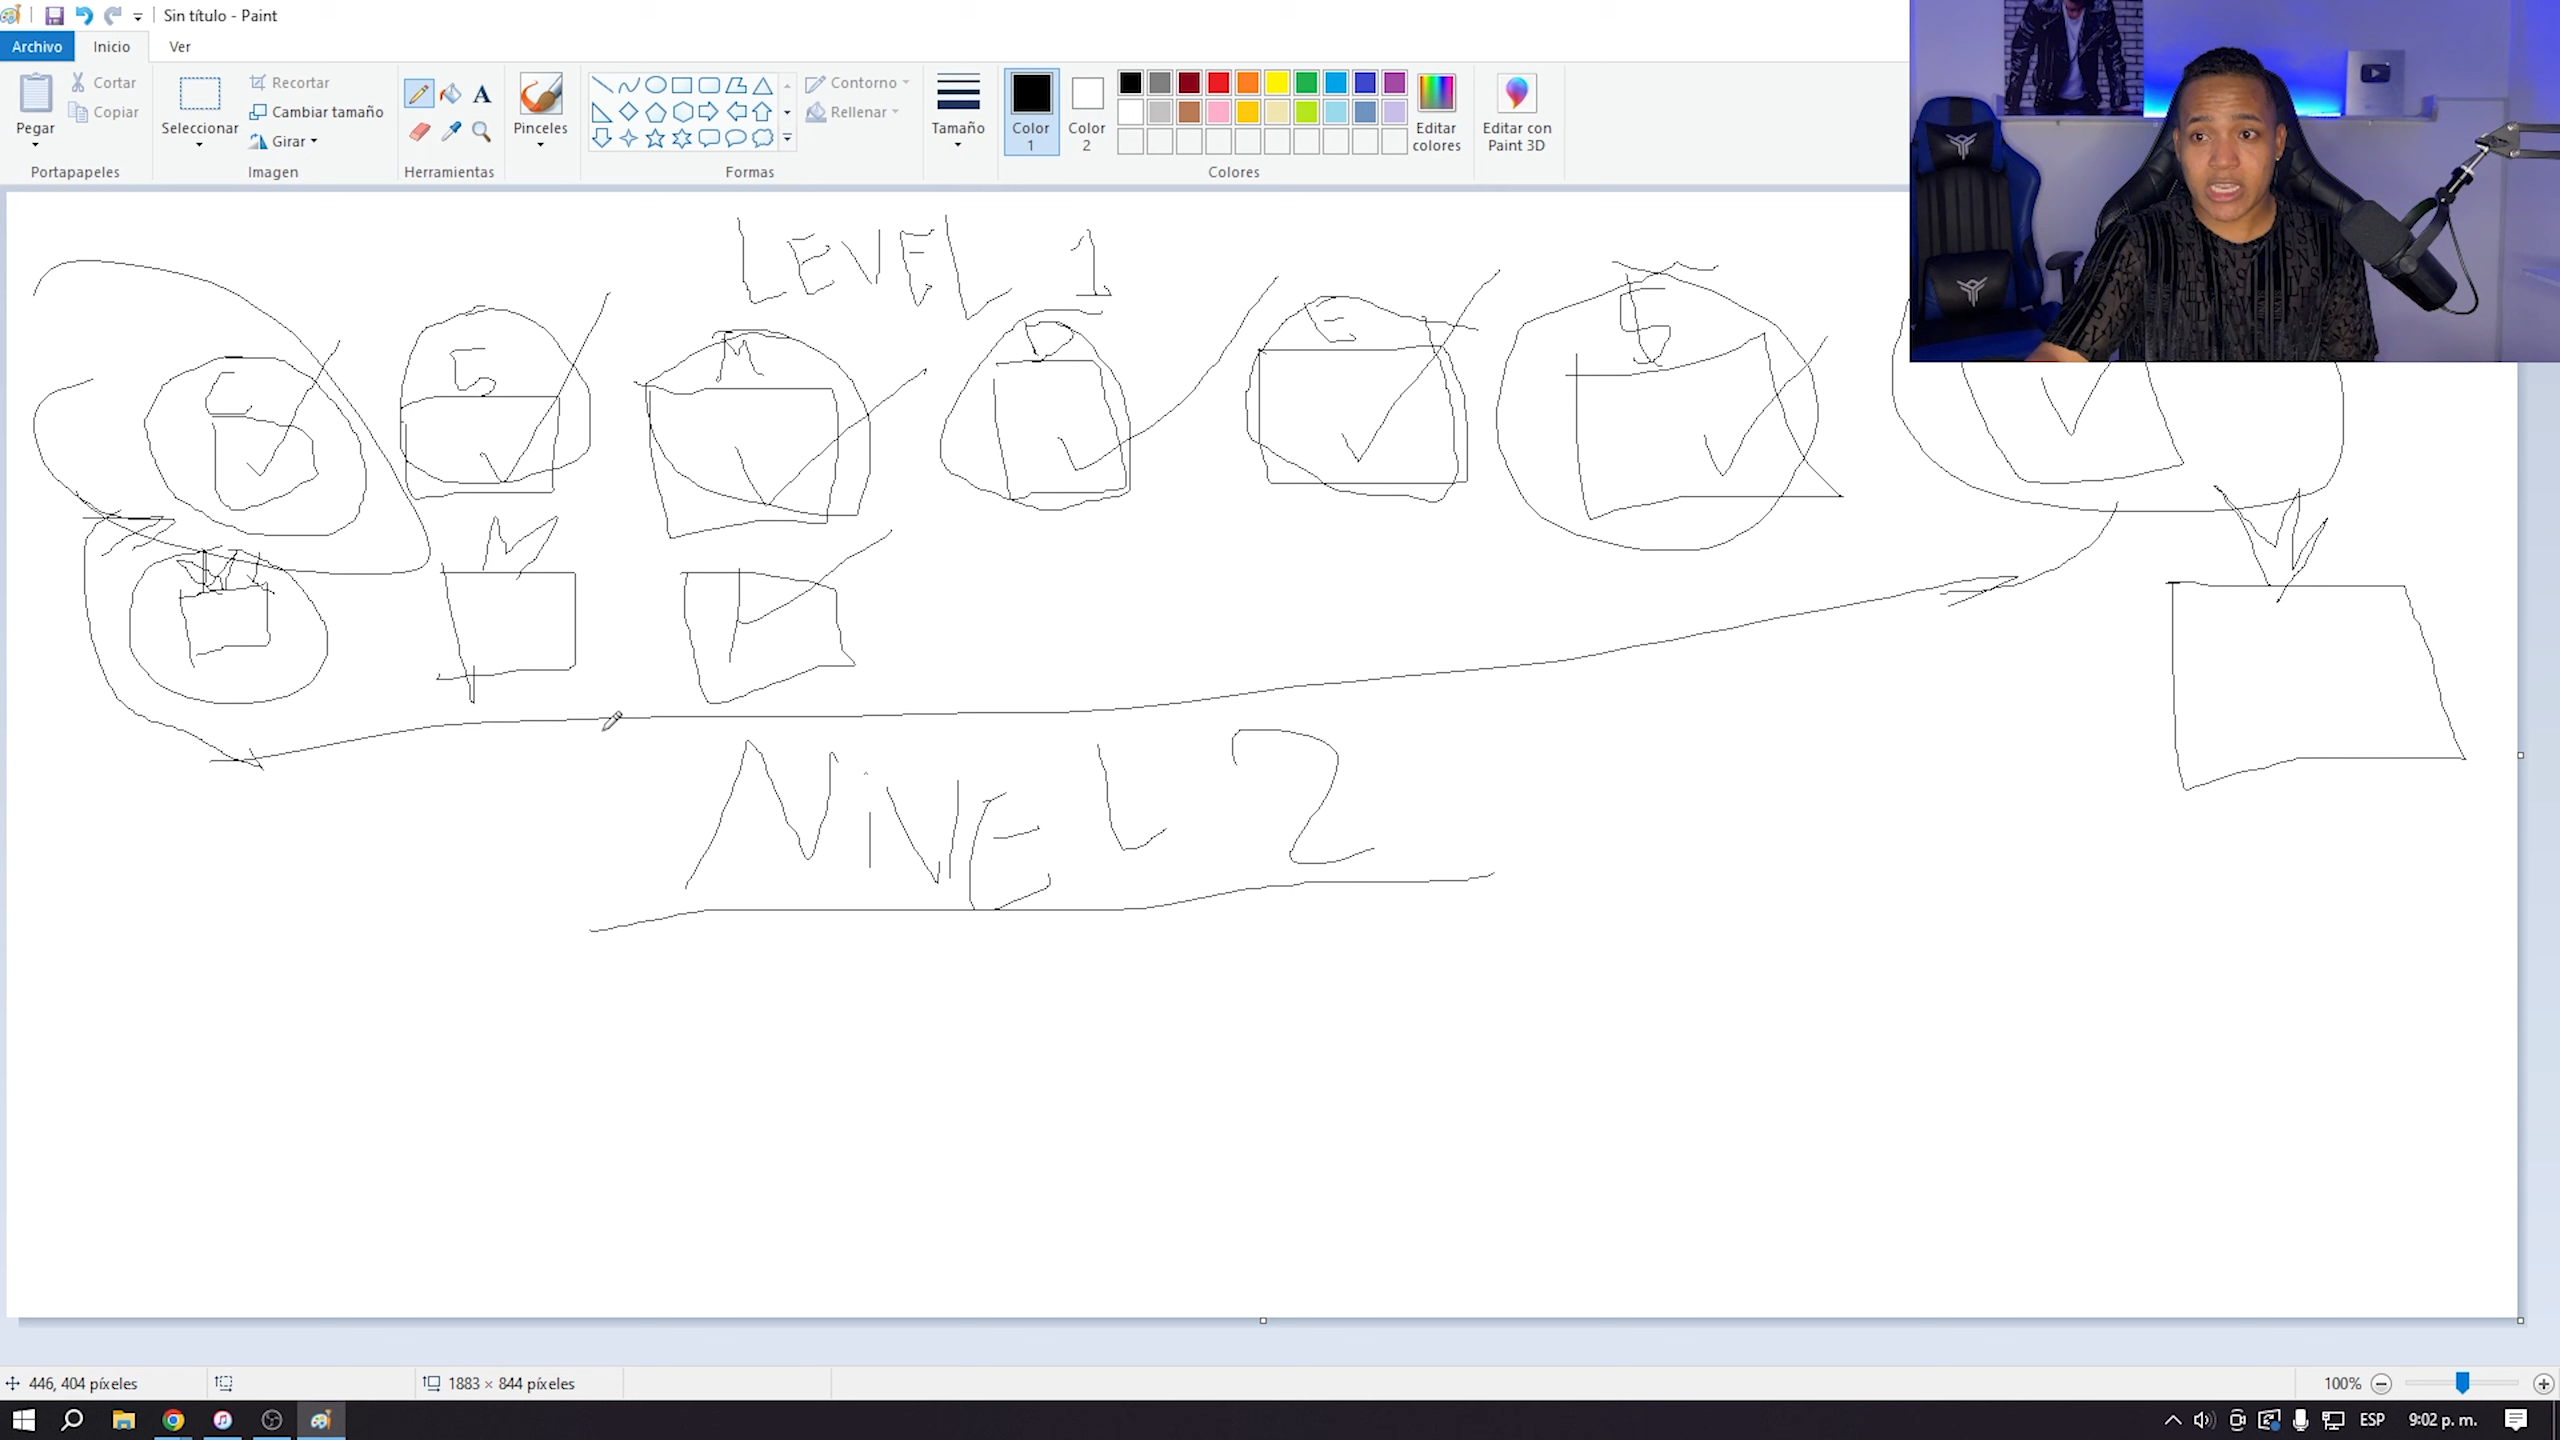 Sin título - Paint
Archivo Inicio Ver
Pegar
Cortar
Copiar
Portapapeles
Seleccionar
Recortar
Cambiar tamaño
Girar
Imagen
A
Herramientas
Pinceles
Formas
Contorno
Rellenar
Tamaño
Color 1
Color 2
Colores
Editar colores
Editar con Paint 3D
LEVEL 1
5
5
NiVEL 2
446, 404 píxeles
1883 × 844 píxeles
100%
ESP 9:02 p. m.